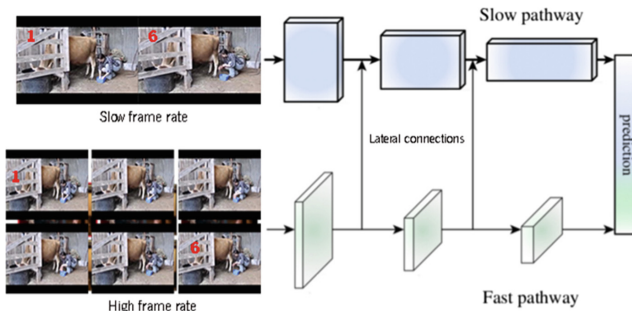 Slow pathway
1
6
Slow frame rate
Lateral connections
prediction
1
6
High frame rate
Fast pathway